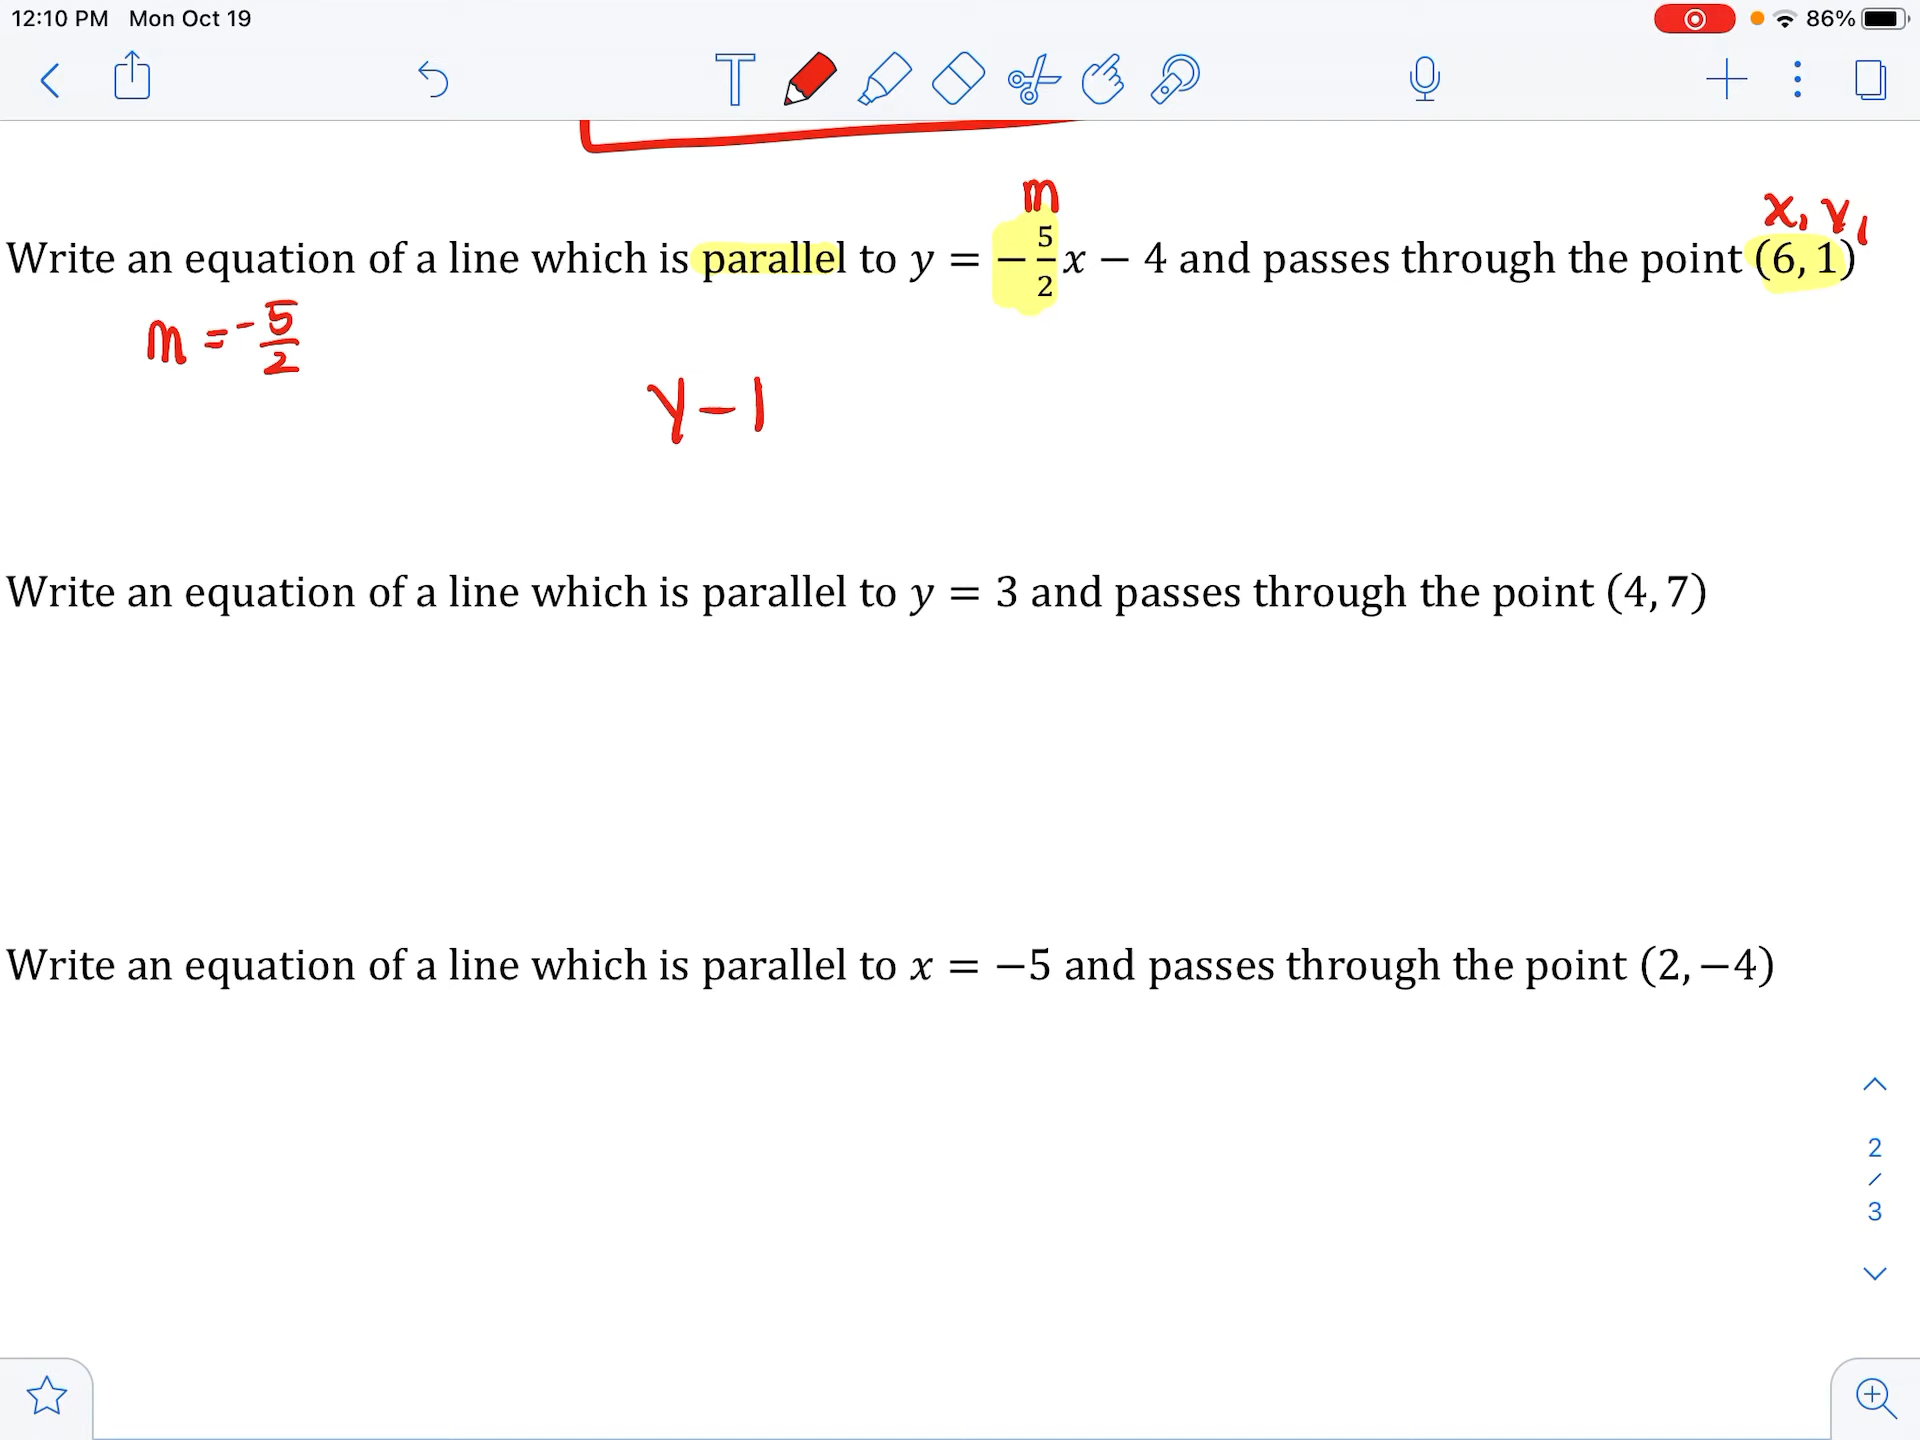 12:10 PM Mon Oct 19 86%
T
m
x₁ y₁
Write an equation of a line which is parallel to y = −5/2x − 4 and passes through the point (6, 1)
m = -5/2
y-1
Write an equation of a line which is parallel to y = 3 and passes through the point (4, 7)
Write an equation of a line which is parallel to x = −5 and passes through the point (2, −4)
2
/
3